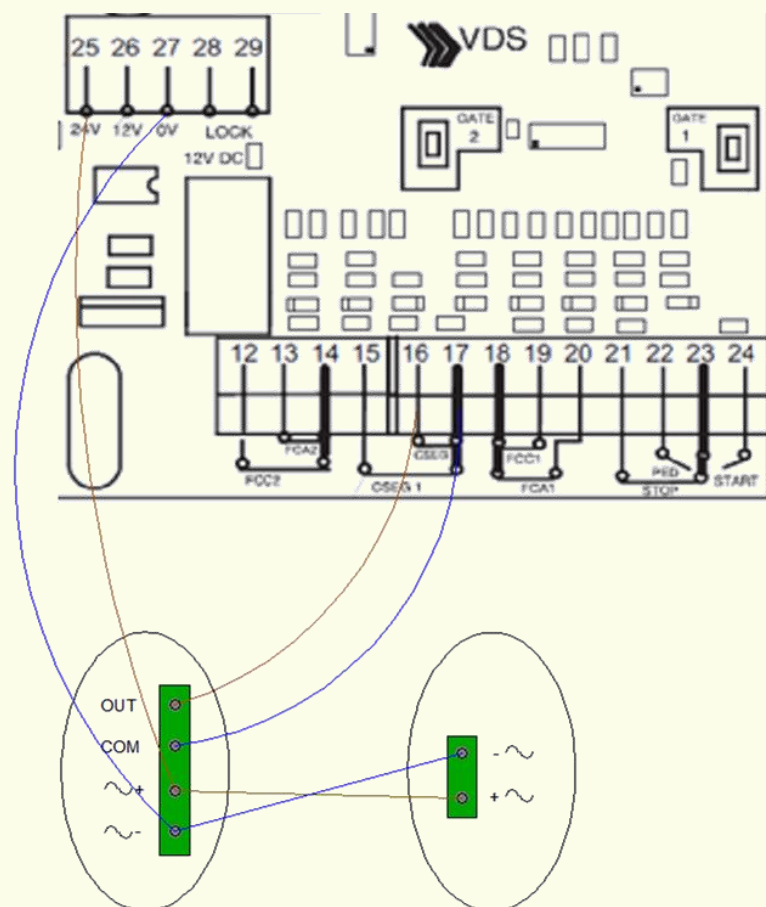 25 26 27 28 29
VDS
24V 12V 0V LOCK
12V DC
GATE 2
GATE 1
12 13 14 15 16 17 18 19 20 21 22 23 24
FCA2 CSEG FCC1 PED START
FCC2 CSEG 1 FCA1 STOP
OUT
COM
+
-
- 
+